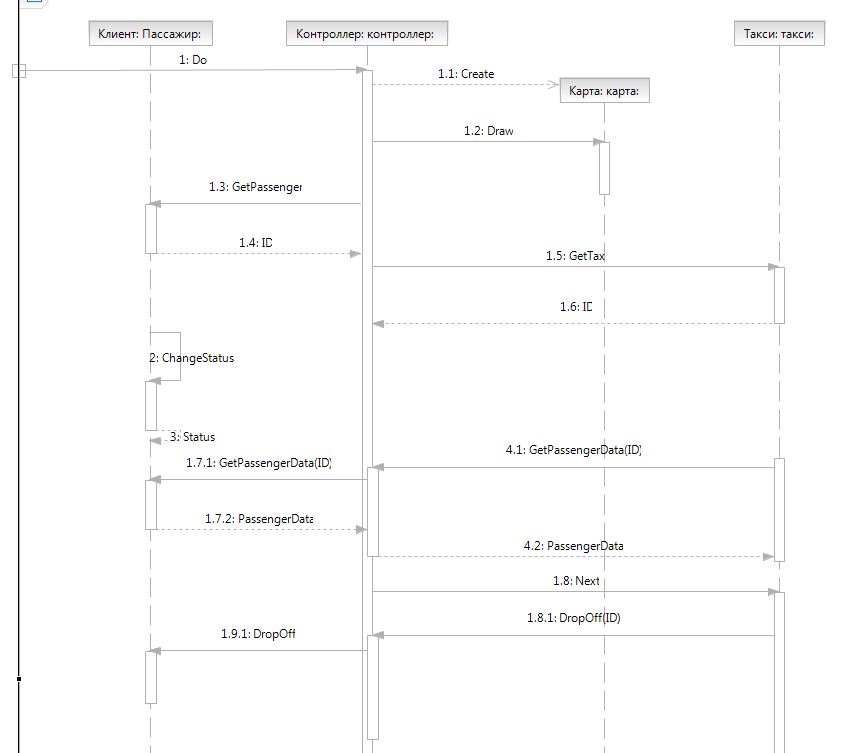 Клиент: Пассажир:
Контроллер: контроллер:
Такси: такси:
1: Do
1.1: Create
Карта: карта:
1.2: Draw
1.3: GetPassenger
1.4: ID
1.5: GetTax
1.6: ID
2: ChangeStatus
3: Status
4.1: GetPassengerData(ID)
1.7.1: GetPassengerData(ID)
1.7.2: PassengerData
4.2: PassengerData
1.8: Next
1.8.1: DropOff(ID)
1.9.1: DropOff